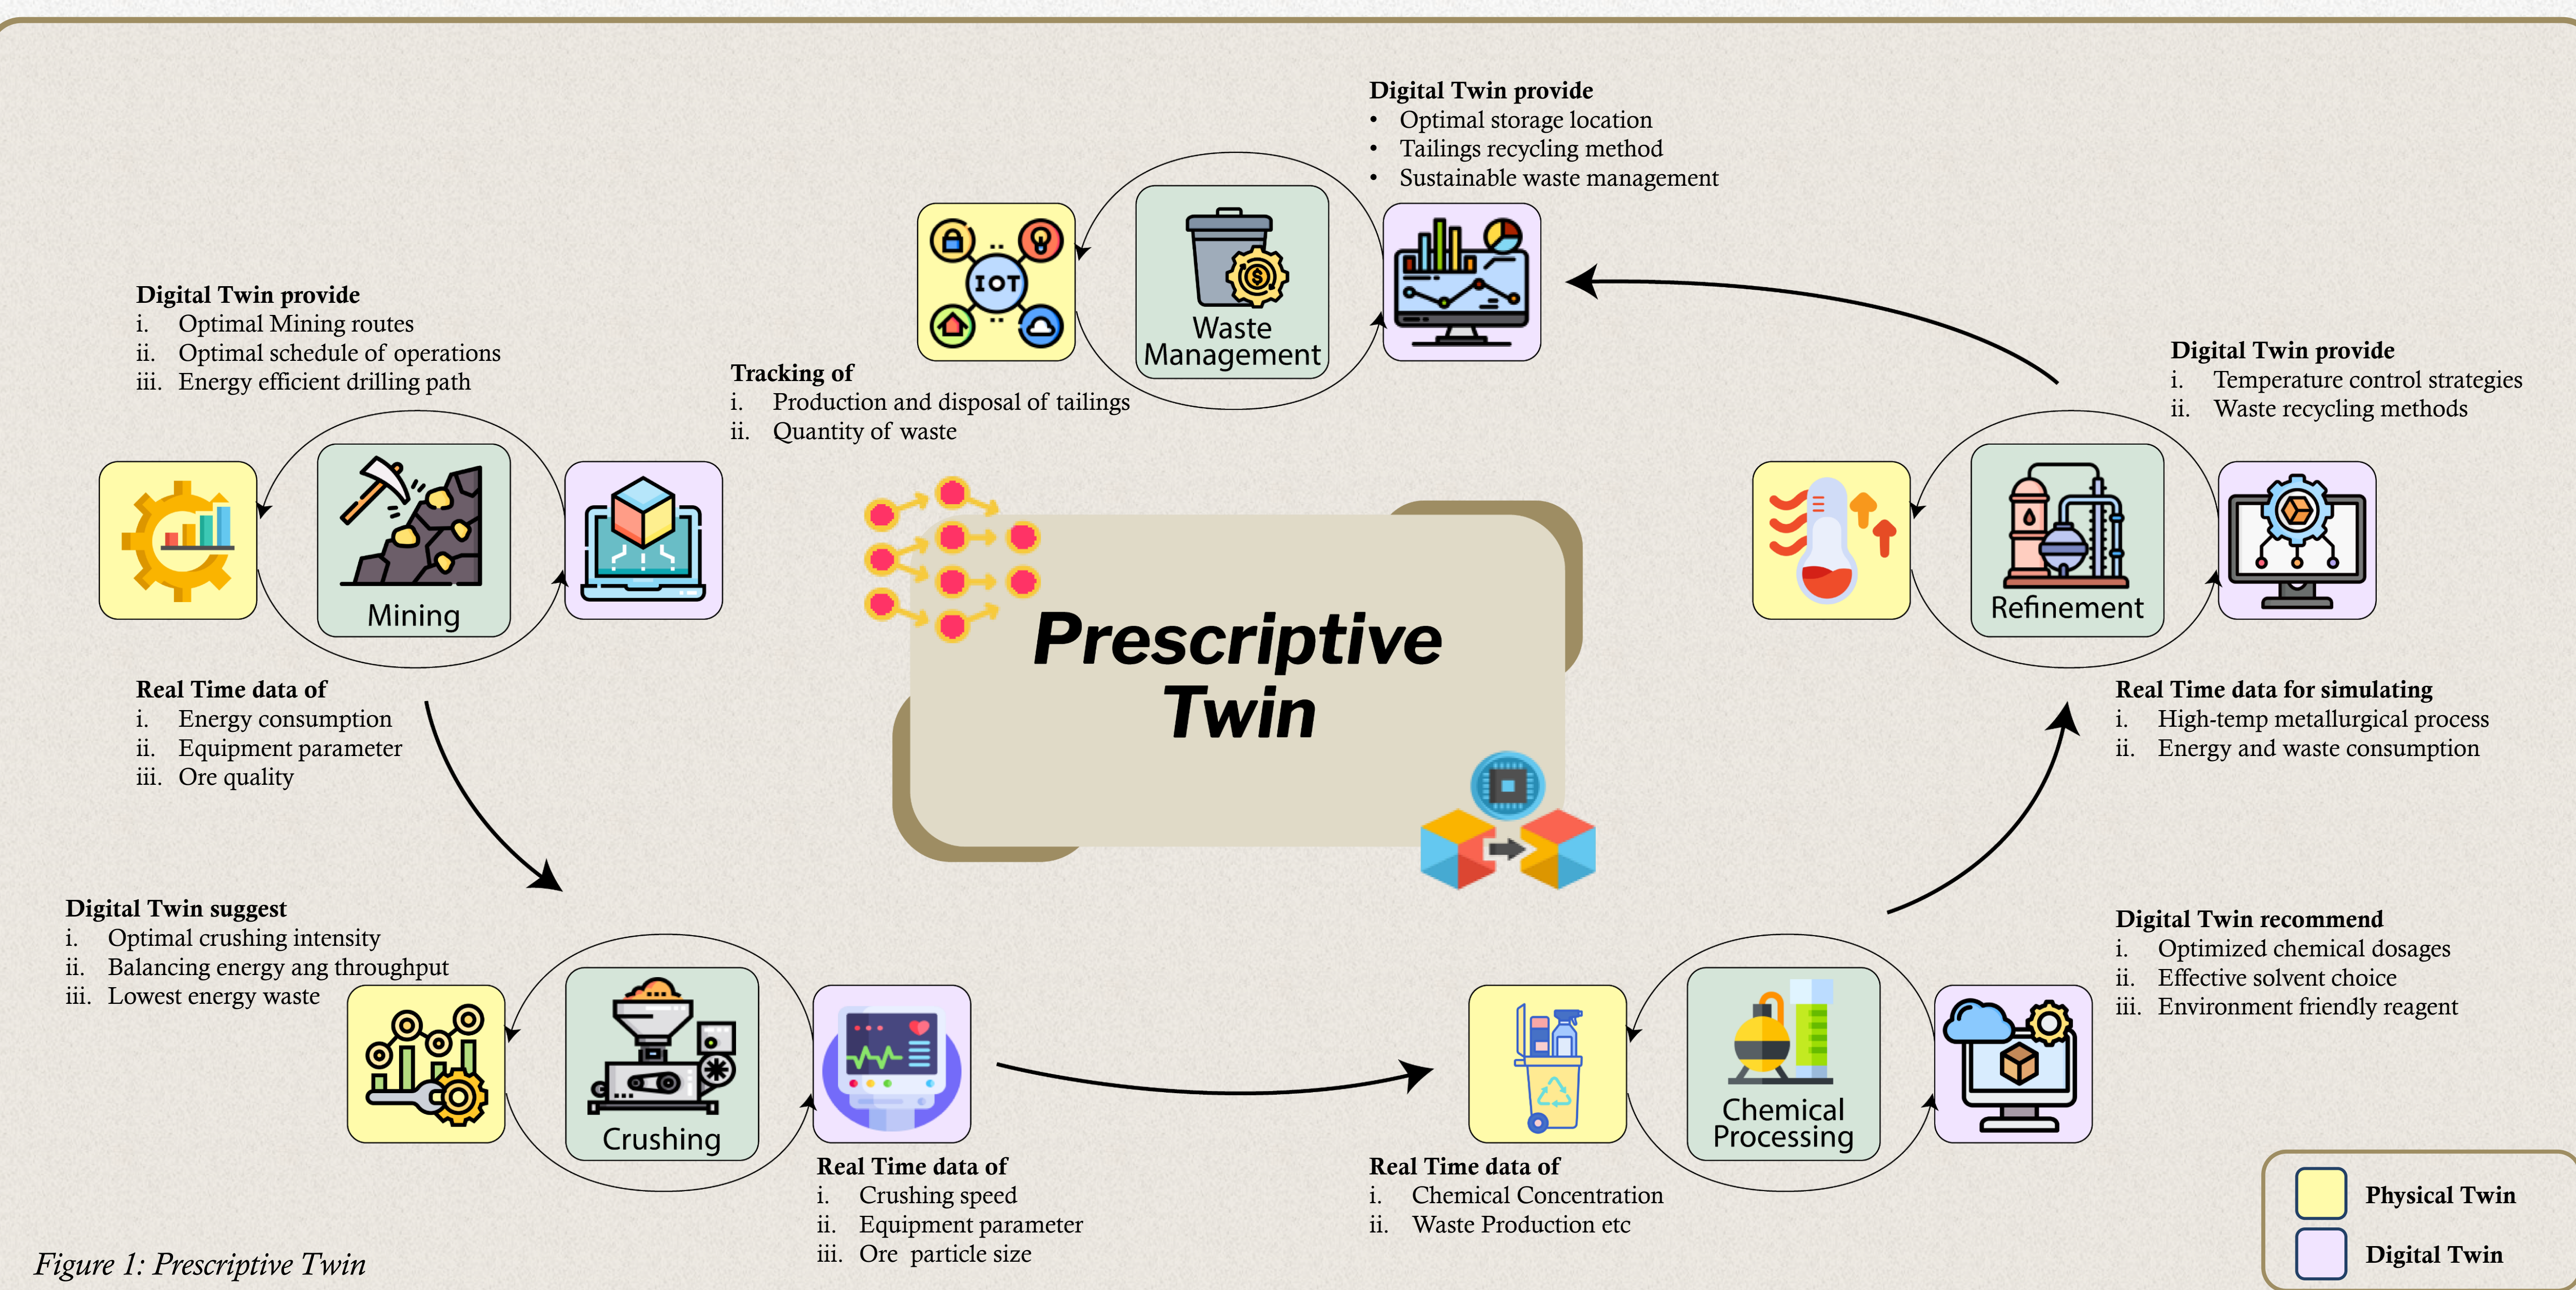 Digital Twin provide
• Optimal storage location
• Tailings recycling method
• Sustainable waste management
IOT
Waste
Management
Tracking of
i. Production and disposal of tailings
ii. Quantity of waste
Digital Twin provide
i. Optimal Mining routes
ii. Optimal schedule of operations
iii. Energy efficient drilling path
Mining
Real Time data of
i. Energy consumption
ii. Equipment parameter
iii. Ore quality
Prescriptive
Twin
Digital Twin provide
i. Temperature control strategies
ii. Waste recycling methods
Refinement
Real Time data for simulating
i. High-temp metallurgical process
ii. Energy and waste consumption
Digital Twin suggest
i. Optimal crushing intensity
ii. Balancing energy ang throughput
iii. Lowest energy waste
Crushing
Real Time data of
i. Crushing speed
ii. Equipment parameter
iii. Ore particle size
Chemical
Processing
Real Time data of
i. Chemical Concentration
ii. Waste Production etc
Digital Twin recommend
i. Optimized chemical dosages
ii. Effective solvent choice
iii. Environment friendly reagent
Physical Twin
Digital Twin
Figure 1: Prescriptive Twin